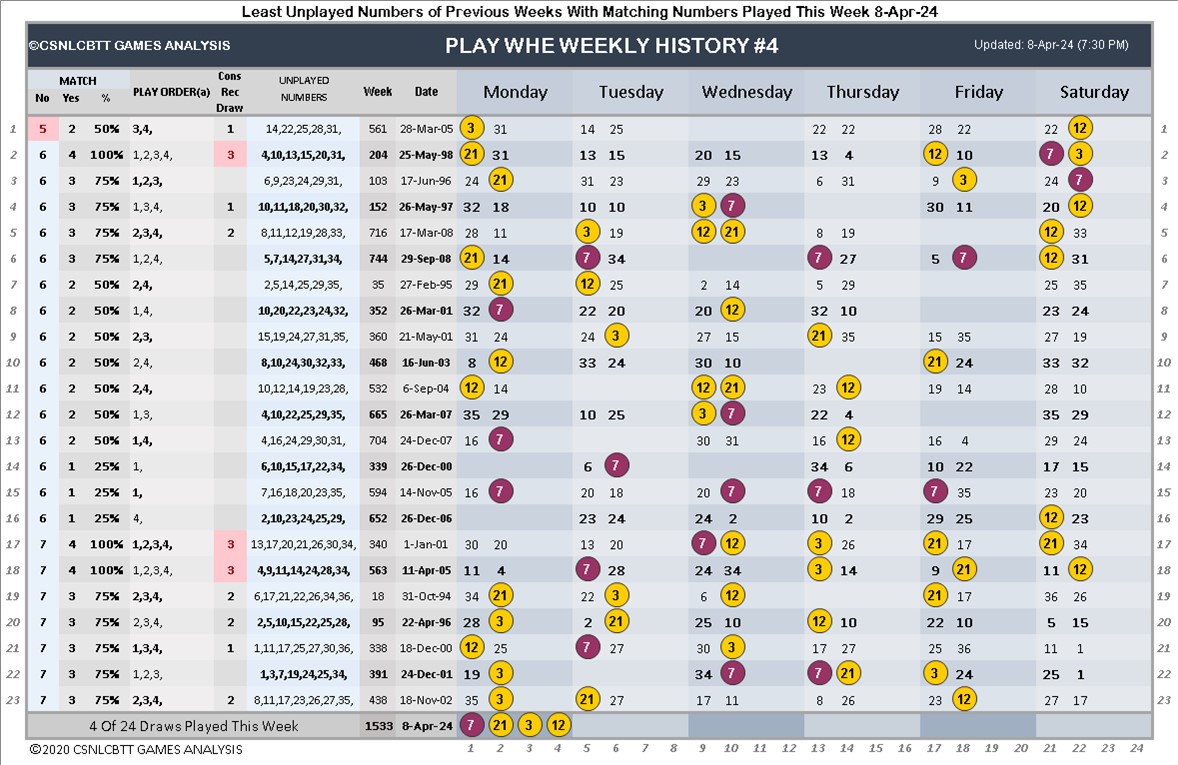 Least Unplayed Numbers of Previous Weeks With Matching Numbers Played This Week 8-Apr-24
©CSNLCBTT GAMES ANALYSIS PLAY WHE WEEKLY HISTORY #4 Updated: 8-Apr-24 (7:30 PM)
MATCH
No Yes % PLAY ORDER(a) Cons Rec Draw UNPLAYED NUMBERS Week Date Monday Tuesday Wednesday Thursday Friday Saturday
1 5 2 50% 3,4, 1 14,22,25,28,31, 561 28-Mar-05 3 31 14 25 22 22 28 22 22 12 1
2 6 4 100% 1,2,3,4, 3 4,10,13,15,20,31, 204 25-May-98 21 31 13 15 20 15 13 4 12 10 7 3 2
3 6 3 75% 1,2,3, 6,9,23,24,29,31, 103 17-Jun-96 24 21 31 23 29 23 6 31 9 3 24 7 3
4 6 3 75% 1,3,4, 1 10,11,18,20,30,32, 152 26-May-97 32 18 10 10 3 7 30 11 20 12 4
5 6 3 75% 2,3,4, 2 8,11,12,19,28,33, 716 17-Mar-08 28 11 3 19 12 21 8 19 12 33 5
6 6 3 75% 1,2,4, 5,7,14,27,31,34, 744 29-Sep-08 21 14 7 34 7 27 5 7 12 31 6
7 6 2 50% 2,4, 2,5,14,25,29,35, 35 27-Feb-95 29 21 12 25 2 14 5 29 25 35 7
8 6 2 50% 1,4, 10,20,22,23,24,32, 352 26-Mar-01 32 7 22 20 20 12 32 10 23 24 8
9 6 2 50% 2,3, 15,19,24,27,31,35, 360 21-May-01 31 24 24 3 27 15 21 35 15 35 27 19 9
10 6 2 50% 2,4, 8,10,24,30,32,33, 468 16-Jun-03 8 12 33 24 30 10 21 24 33 32 10
11 6 2 50% 2,4, 10,12,14,19,23,28, 532 6-Sep-04 12 14 12 21 23 12 19 14 28 10 11
12 6 2 50% 1,3, 4,10,22,25,29,35, 665 26-Mar-07 35 29 10 25 3 7 22 4 35 29 12
13 6 2 50% 1,4, 4,16,24,29,30,31, 704 24-Dec-07 16 7 30 31 16 12 16 4 29 24 13
14 6 1 25% 1, 6,10,15,17,22,34, 339 26-Dec-00 6 7 34 6 10 22 17 15 14
15 6 1 25% 1, 7,16,18,20,23,35, 594 14-Nov-05 16 7 20 18 20 7 7 18 7 35 23 20 15
16 6 1 25% 4, 2,10,23,24,25,29, 652 26-Dec-06 23 24 24 2 10 2 29 25 12 23 16
17 7 4 100% 1,2,3,4, 3 13,17,20,21,26,30,34, 340 1-Jan-01 30 20 13 20 7 12 3 26 21 17 21 34 17
18 7 4 100% 1,2,3,4, 3 4,9,11,14,24,28,34, 563 11-Apr-05 11 4 7 28 24 34 3 14 9 21 11 12 18
19 7 3 75% 2,3,4, 2 6,17,21,22,26,34,36, 18 31-Oct-94 34 21 22 3 6 12 21 17 36 26 19
20 7 3 75% 2,3,4, 2 2,5,10,15,22,25,28, 95 22-Apr-96 28 3 2 21 25 10 12 10 22 10 5 15 20
21 7 3 75% 1,3,4, 1 1,11,17,25,27,30,36, 338 18-Dec-00 12 25 7 27 30 3 17 27 25 36 11 1 21
22 7 3 75% 1,2,3, 1,3,7,19,24,25,34, 391 24-Dec-01 19 3 34 7 7 21 3 24 25 1 22
23 7 3 75% 2,3,4, 2 8,11,17,23,26,27,35, 438 18-Nov-02 35 3 21 27 17 11 8 26 23 12 27 17 23
4 Of 24 Draws Played This Week 1533 8-Apr-24 7 21 3 12
©2020 CSNLCBTT GAMES ANALYSIS 1 2 3 4 5 6 7 8 9 10 11 12 13 14 15 16 17 18 19 20 21 22 23 24